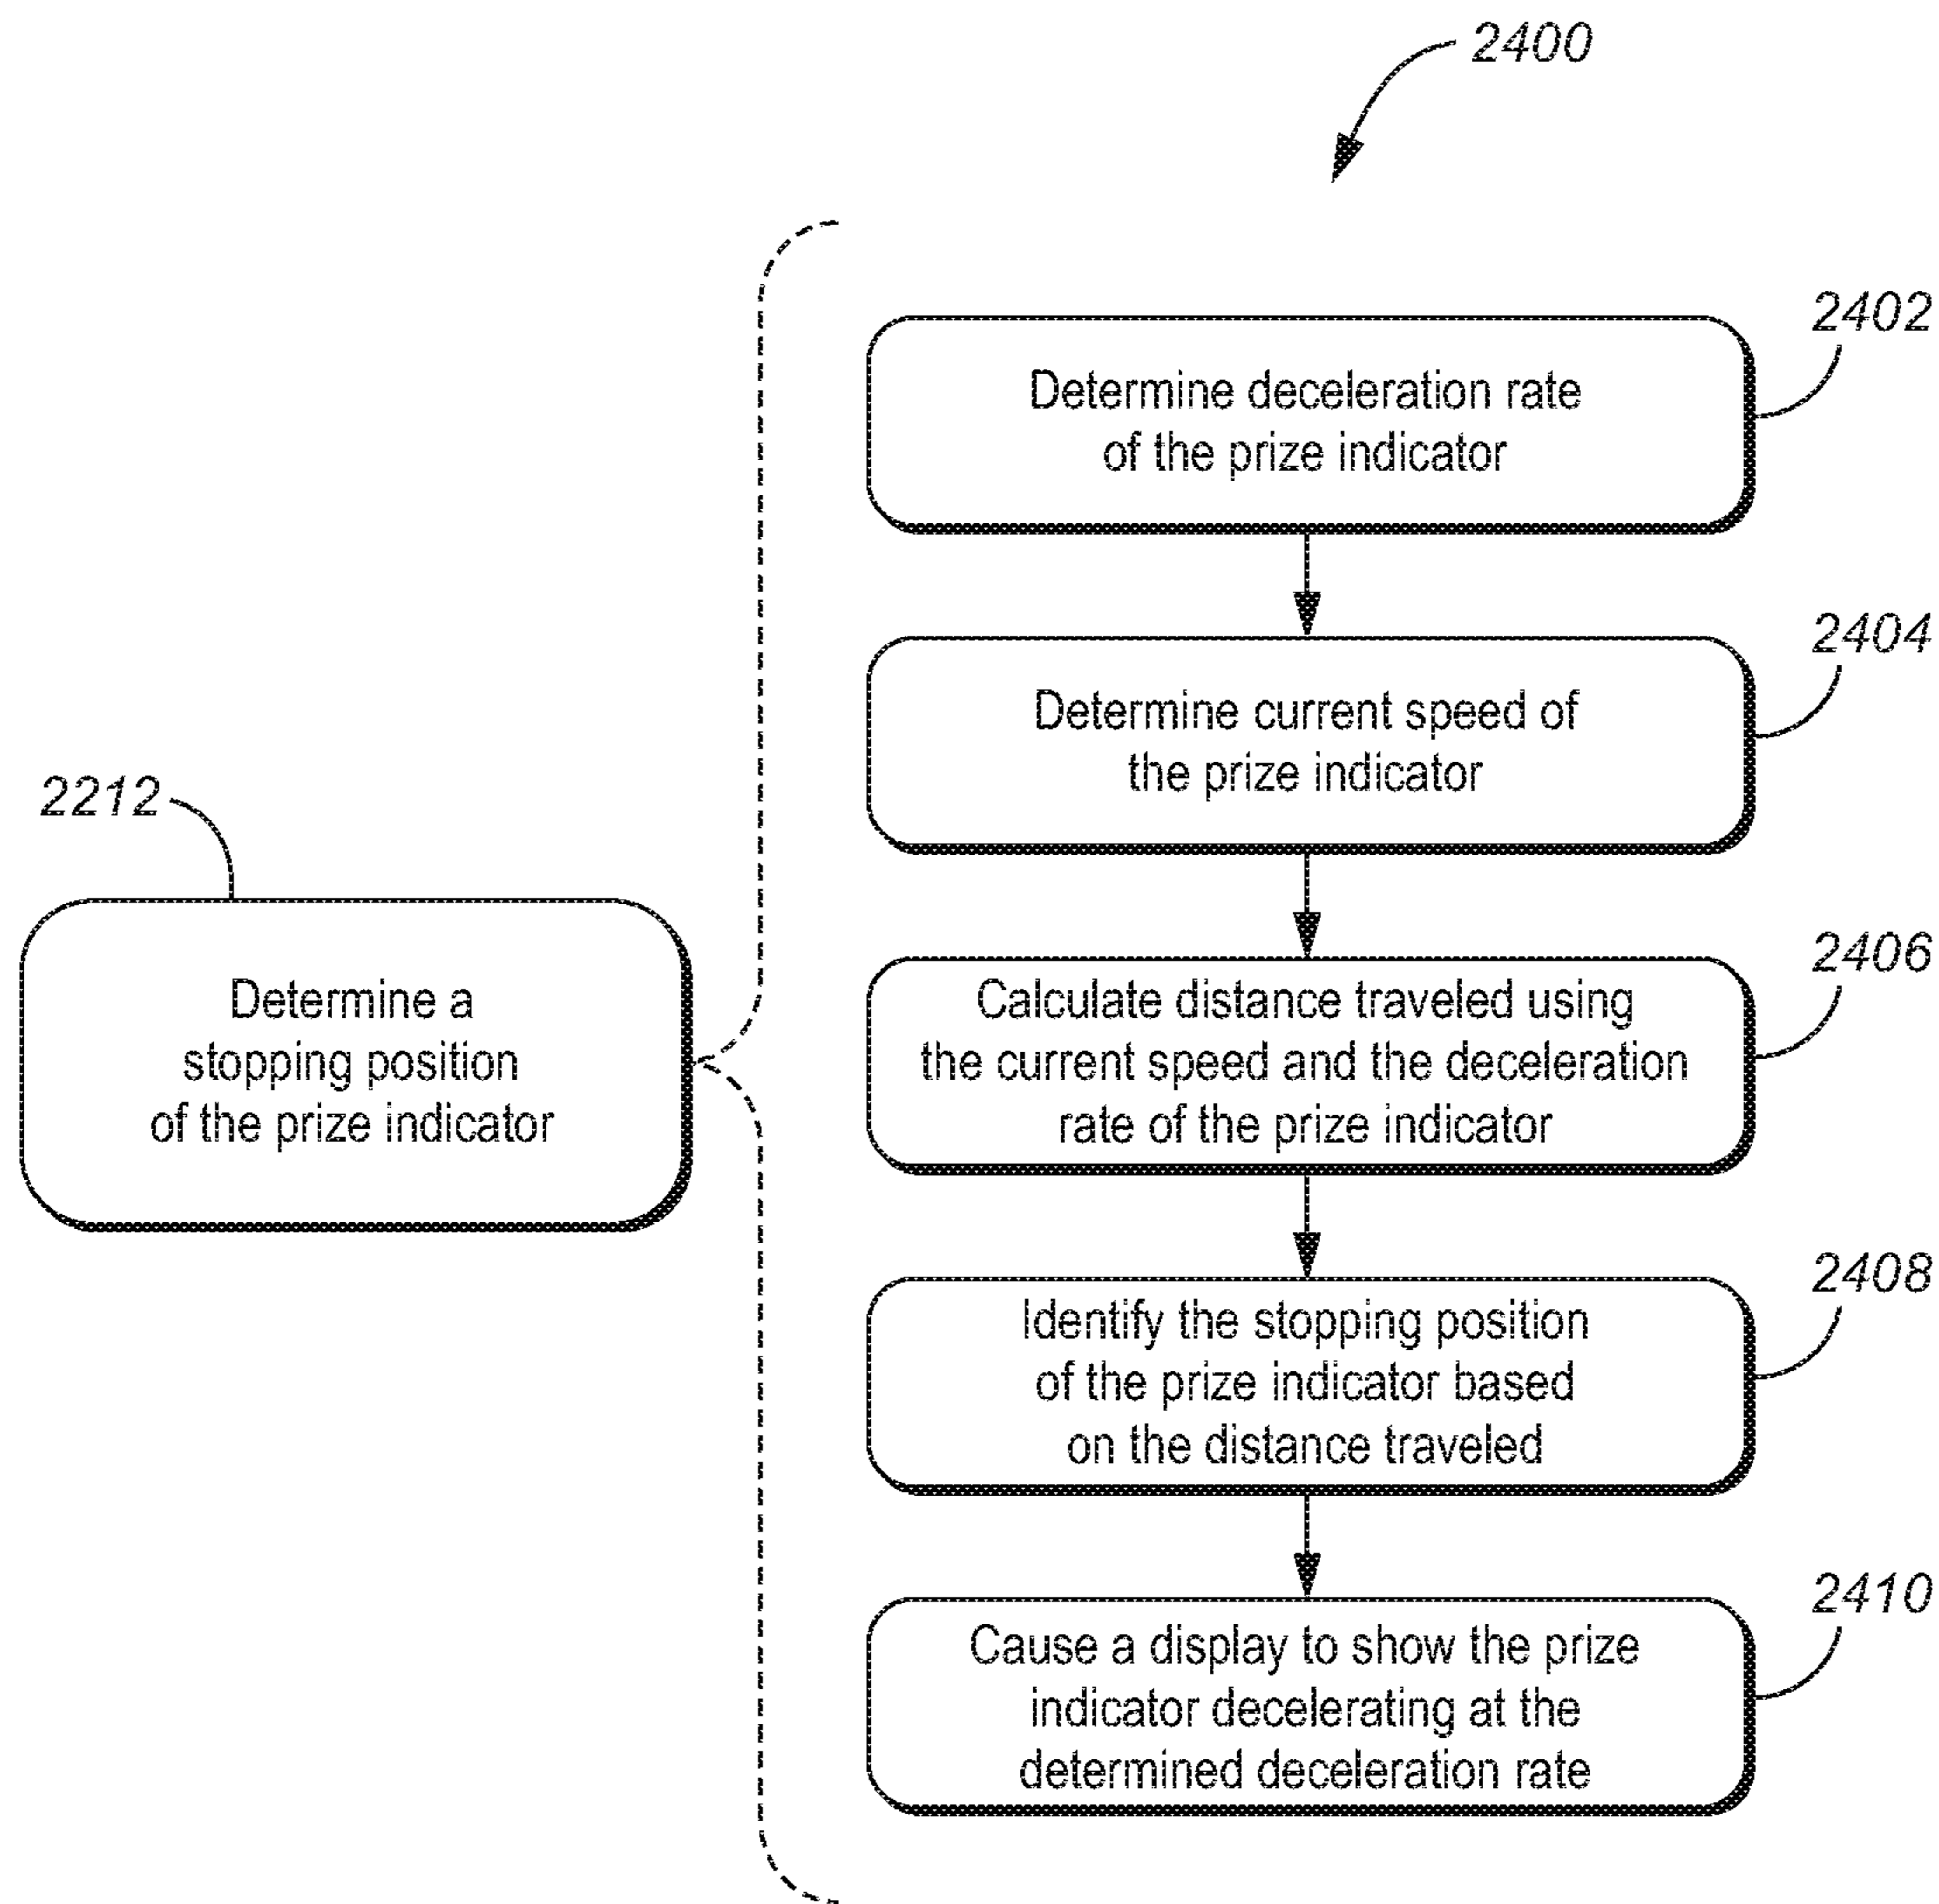 2400
2402
Determine deceleration rate
of the prize indicator
2404
Determine current speed of
the prize indicator
2212
Determine a
stopping position
of the prize indicator
2406
Calculate distance traveled using
the current speed and the deceleration
rate of the prize indicator
2408
Identify the stopping position
of the prize indicator based
on the distance traveled
2410
Cause a display to show the prize
indicator decelerating at the
determined deceleration rate